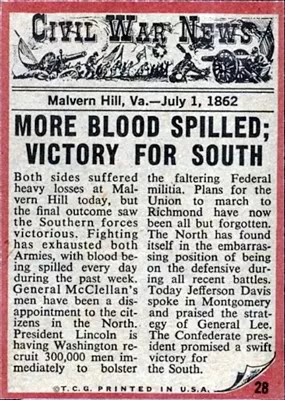 CIVIL WAR NEWS
Malvern Hill, Va.—July 1, 1862
MORE BLOOD SPILLED;
VICTORY FOR SOUTH
Both sides suffered
heavy losses at Mal-
vern Hill today, but
the final outcome saw
the Southern forces
victorious. Fighting
has exhausted both
Armies, with blood be-
ing spilled every day
during the past week.
General McClellan's
men have been a dis-
appointment to the cit-
izens in the North.
President Lincoln is
having Washington re-
cruit 300,000 men im-
mediately to bolster
the faltering Federal
militia. Plans for the
Union to march to
Richmond have now
been all but forgotten.
The North has found
itself in the embarras-
sing position of being
on the defensive dur-
ing all recent battles.
Today Jefferson Davis
spoke in Montgomery
and praised the strat-
egy of General Lee.
The Confederate pres-
ident promised a swift
victory for
the South.
28
©T.C.G. PRINTED IN U.S.A.